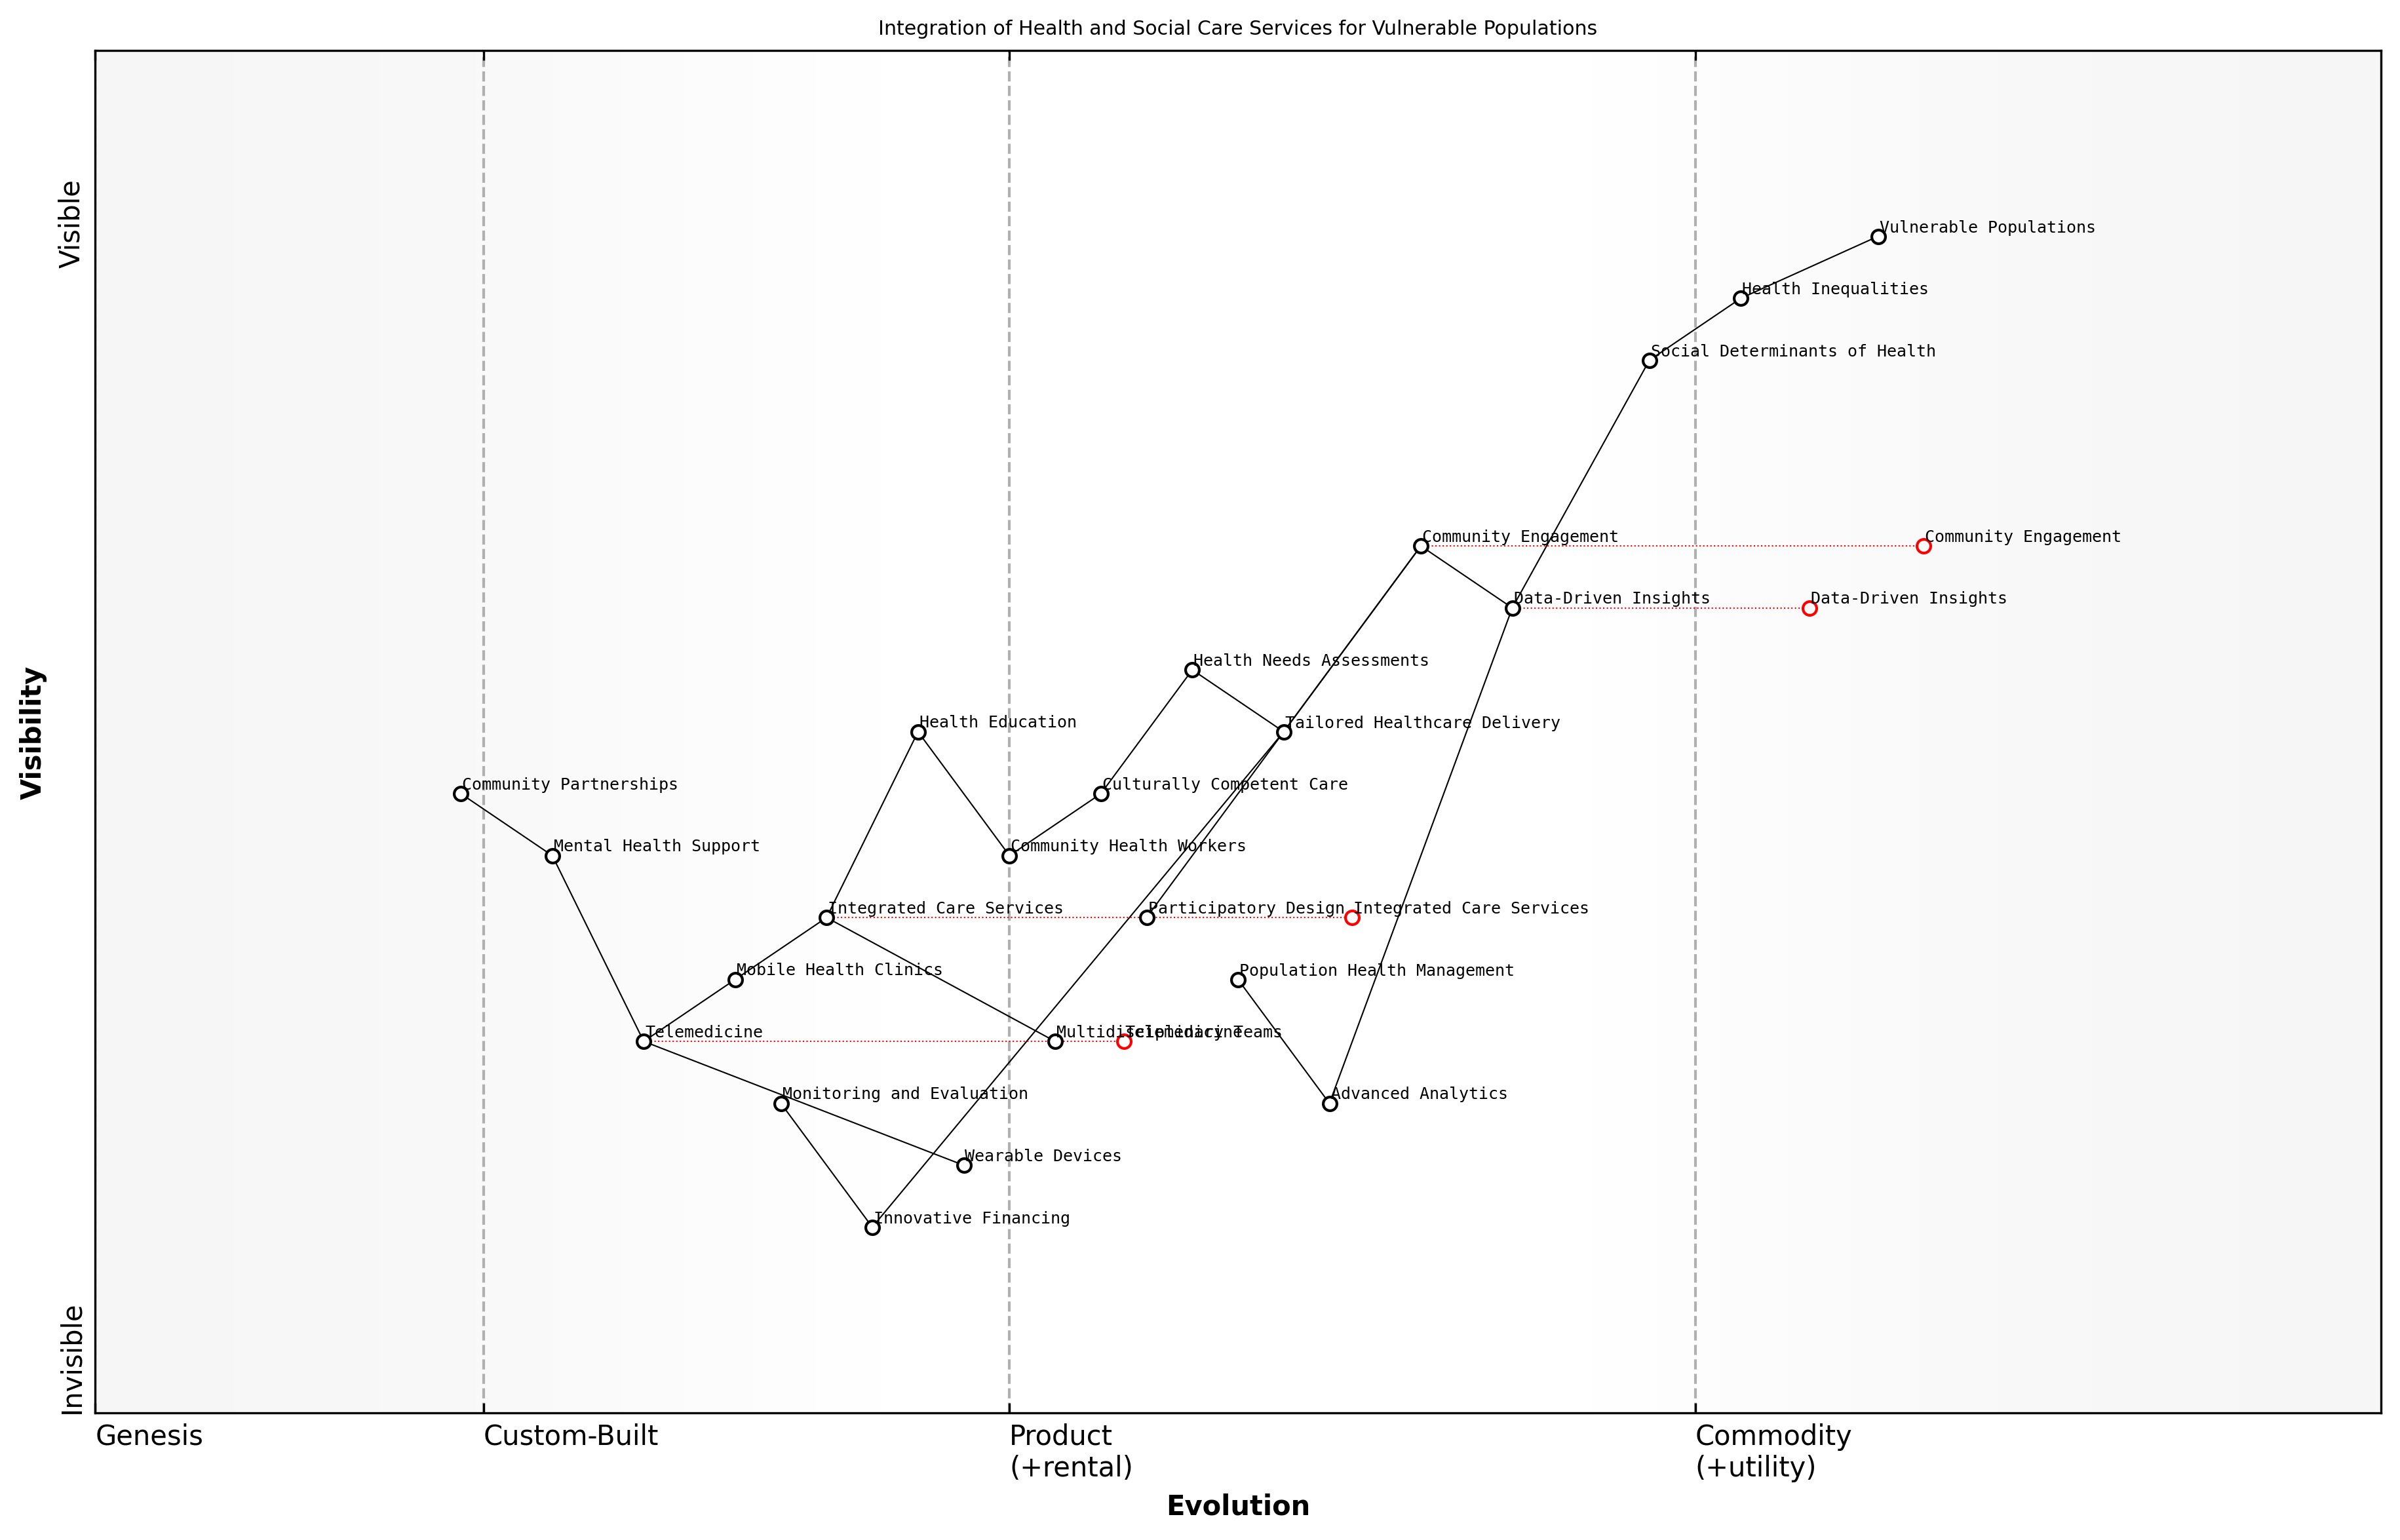 Integration of Health and Social Care Services for Vulnerable Populations
Visible
Visibility
Invisible
Vulnerable Populations
Health Inequalities
Social Determinants of Health
Community Engagement
Community Engagement
Data-Driven Insights
Data-Driven Insights
Health Needs Assessments
Health Education
Tailored Healthcare Delivery
Community Partnerships
Culturally Competent Care
Mental Health Support
Community Health Workers
Integrated Care Services
Participatory Design
Integrated Care Services
Mobile Health Clinics
Population Health Management
Telemedicine
Multidisciplinary Teams
Telemedicine
Monitoring and Evaluation
Advanced Analytics
Wearable Devices
Innovative Financing
Genesis
Custom-Built
Product
(+rental)
Commodity
(+utility)
Evolution